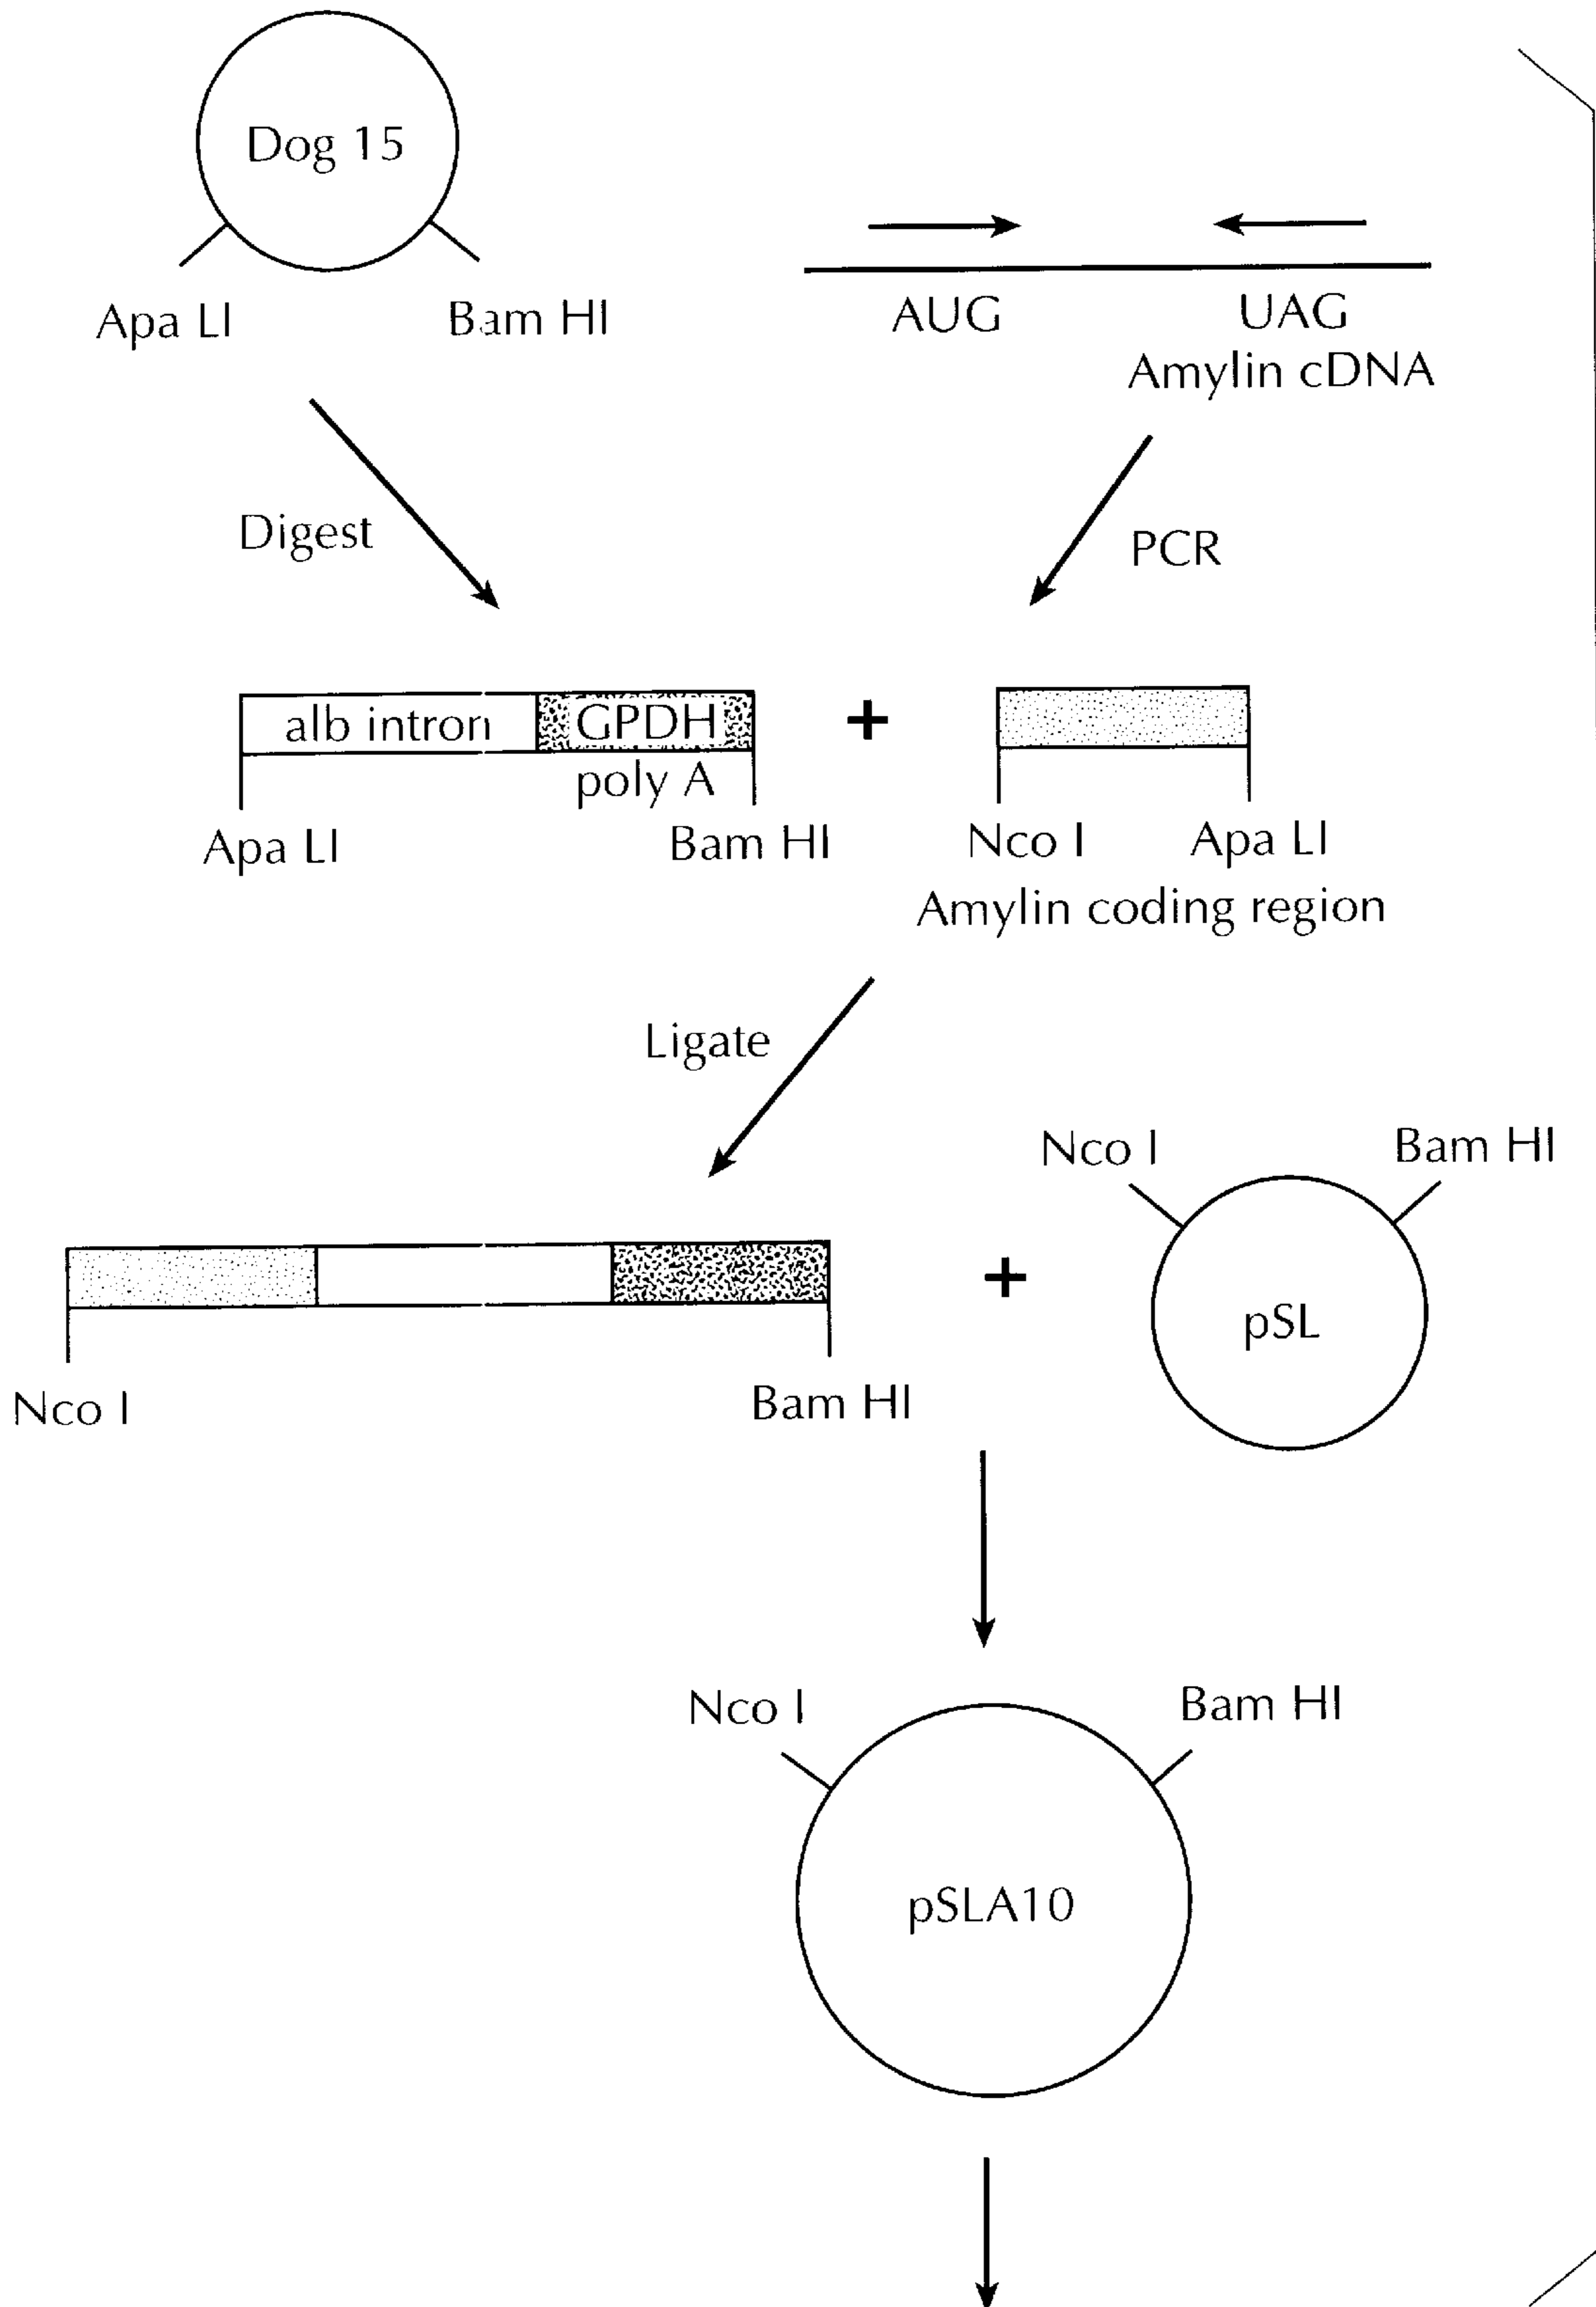 Dog 15
Apa LI
Bam HI
AUG
UAG
Amylin cDNA
Digest
PCR
alb intron
GPDH
poly A
+
Apa LI
Bam HI
Nco I
Apa LI
Amylin coding region
Ligate
Nco I
Bam HI
+
pSL
Nco I
Bam HI
Nco I
Bam HI
pSLA10